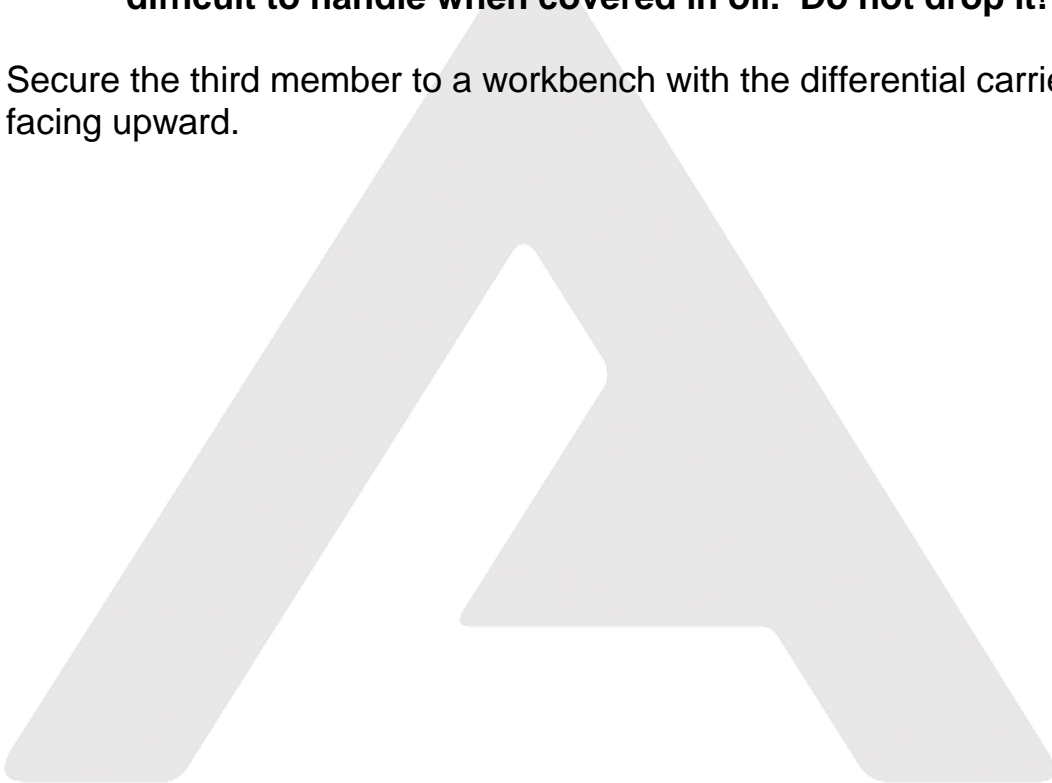 difficult to handle when covered in oil. Do not drop it!
Secure the third member to a workbench with the differential
facing upward.